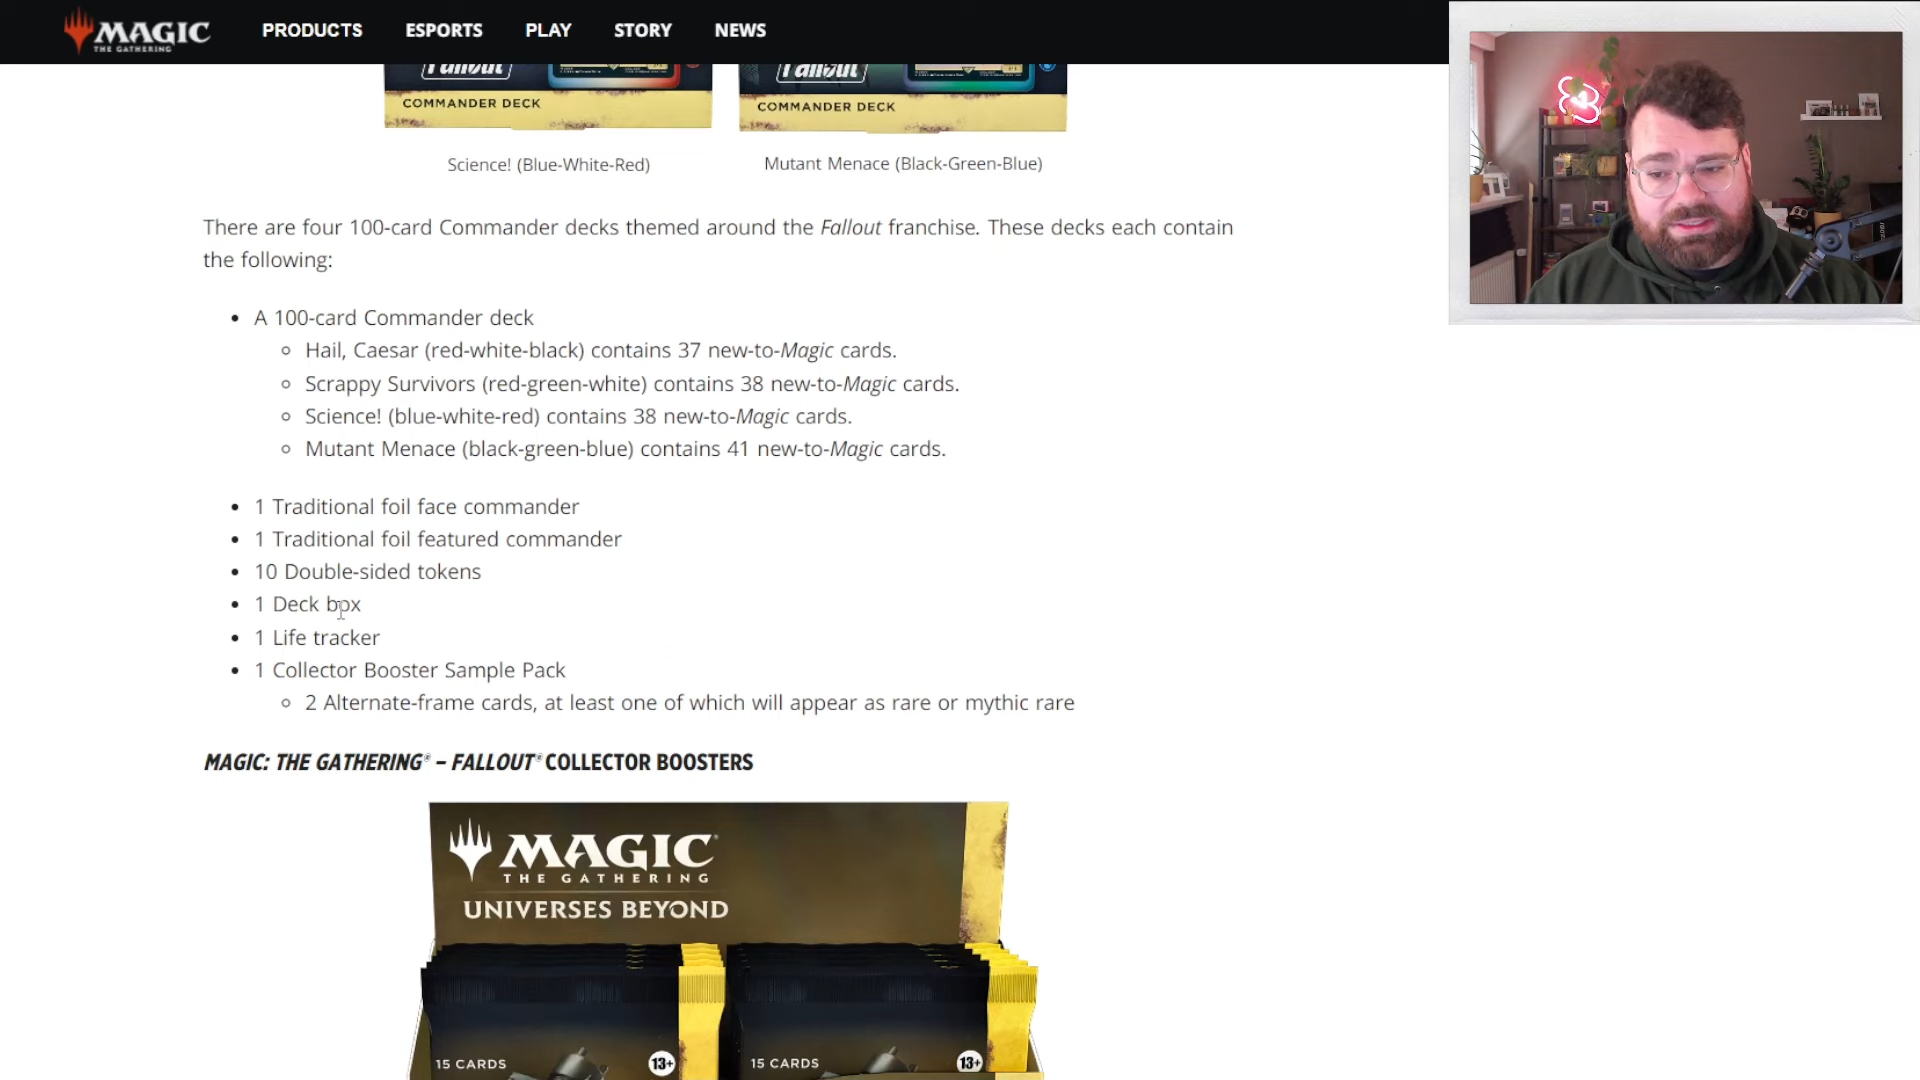 MAGIC
THE GATHERING
PRODUCTS ESPORTS PLAY STORY NEWS
Fallout
Fallout
COMMANDER DECK
COMMANDER DECK
Science! (Blue-White-Red)
Mutant Menace (Black-Green-Blue)
There are four 100-card Commander decks themed around the Fallout franchise. These decks each contain
the following:
• A 100-card Commander deck
◦ Hail, Caesar (red-white-black) contains 37 new-to-Magic cards.
◦ Scrappy Survivors (red-green-white) contains 38 new-to-Magic cards.
◦ Science! (blue-white-red) contains 38 new-to-Magic cards.
◦ Mutant Menace (black-green-blue) contains 41 new-to-Magic cards.
• 1 Traditional foil face commander
• 1 Traditional foil featured commander
• 10 Double-sided tokens
• 1 Deck box
• 1 Life tracker
• 1 Collector Booster Sample Pack
◦ 2 Alternate-frame cards, at least one of which will appear as rare or mythic rare
MAGIC: THE GATHERING® – FALLOUT® COLLECTOR BOOSTERS
MAGIC
THE GATHERING
UNIVERSES BEYOND
15 CARDS 13+
15 CARDS 13+